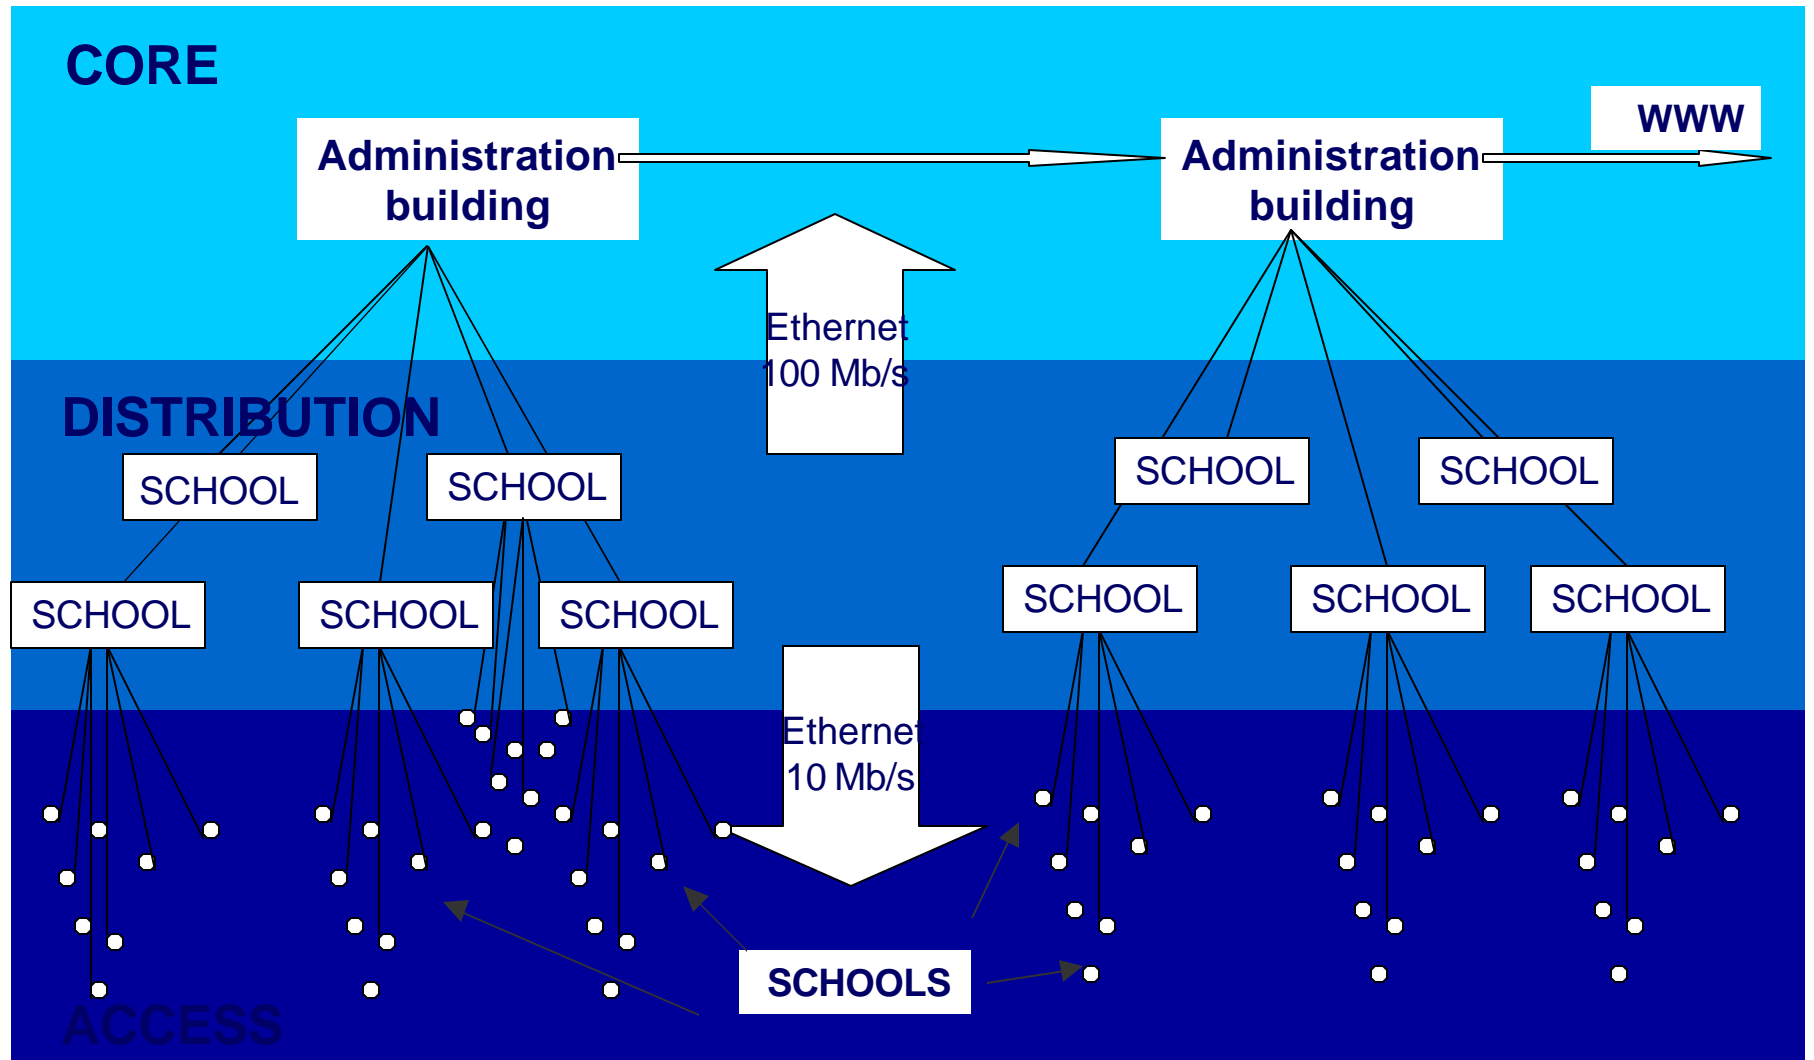 CORE
WWW
Administration
building
Administration
building
Ethernet
100 Mb/s
DISTRIBUTION
SCHOOL
SCHOOL
SCHOOL
SCHOOL
SCHOOL
SCHOOL
SCHOOL
SCHOOL
SCHOOL
SCHOOL
Ethernet
10 Mb/s
SCHOOLS
ACCESS